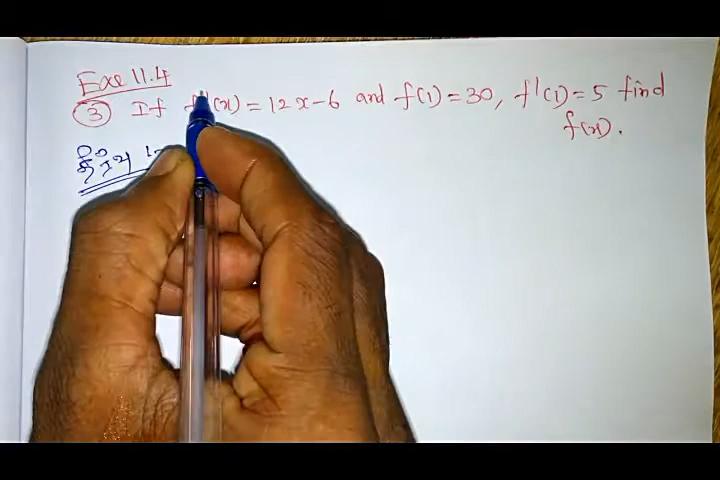 Exe 11.4
③ If f''(x) = 12x-6 and f(1)=30, f'(1)=5 find
f(x).